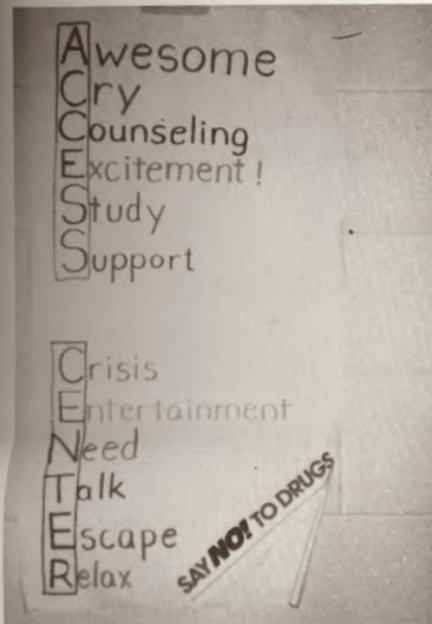 Awesome
Cry
Counseling
Excitement!
Study
Support
Crisis
Entertainment
Need
Talk
Escape
Relax
SAY NO! TO DRUGS